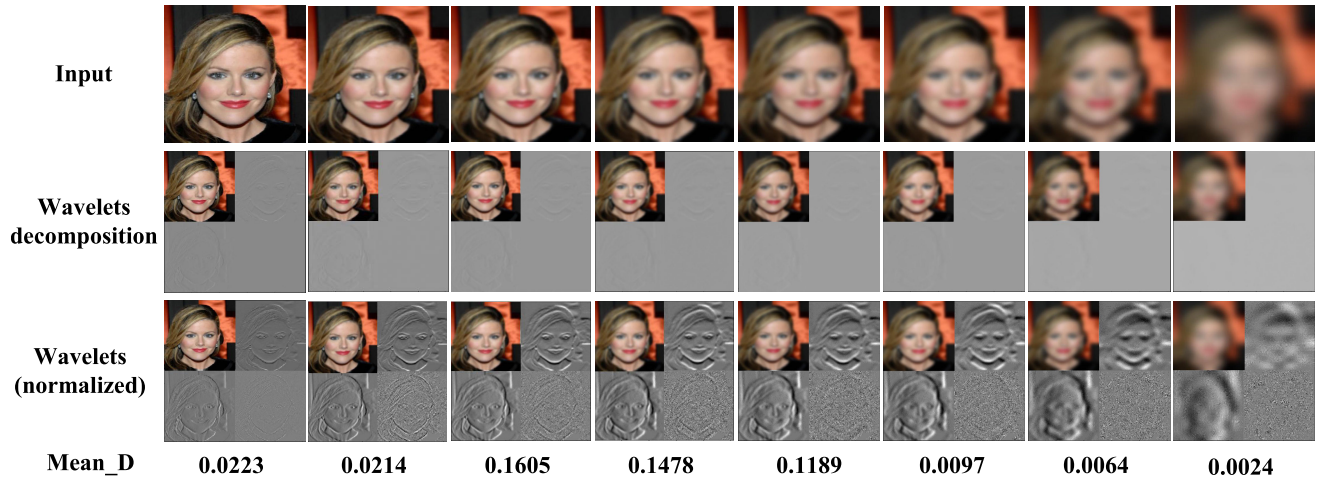 Input
Wavelets
decomposition
Wavelets
(normalized)
Mean_D 0.0223 0.0214 0.1605 0.1478 0.1189 0.0097 0.0064 0.0024